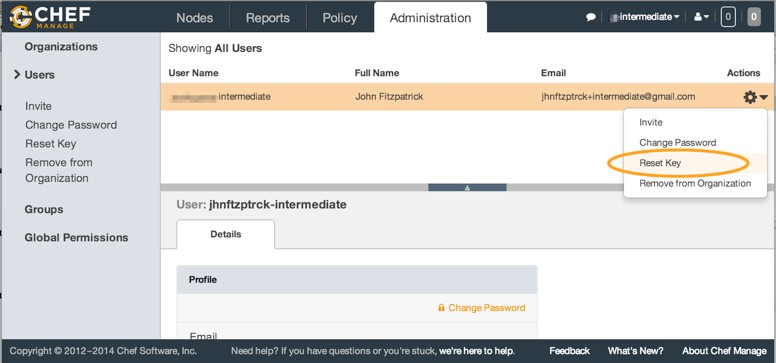 CHEF
MANAGE
Nodes Reports Policy Administration
intermediate 0 0
Organizations
Users
Invite
Change Password
Reset Key
Remove from
Organization
Groups
Global Permissions
Showing All Users
User Name Full Name Email Actions
intermediate John Fitzpatrick jhnftzptrck+intermediate@gmail.com
Invite
Change Password
Reset Key
Remove from Organization
User: jhnftzptrck-intermediate
Details
Profile
Change Password
Email
Copyright © 2012–2014 Chef Software, Inc. Need help? If you have questions or you're stuck, we're here to help. Feedback What's New? About Chef Manage